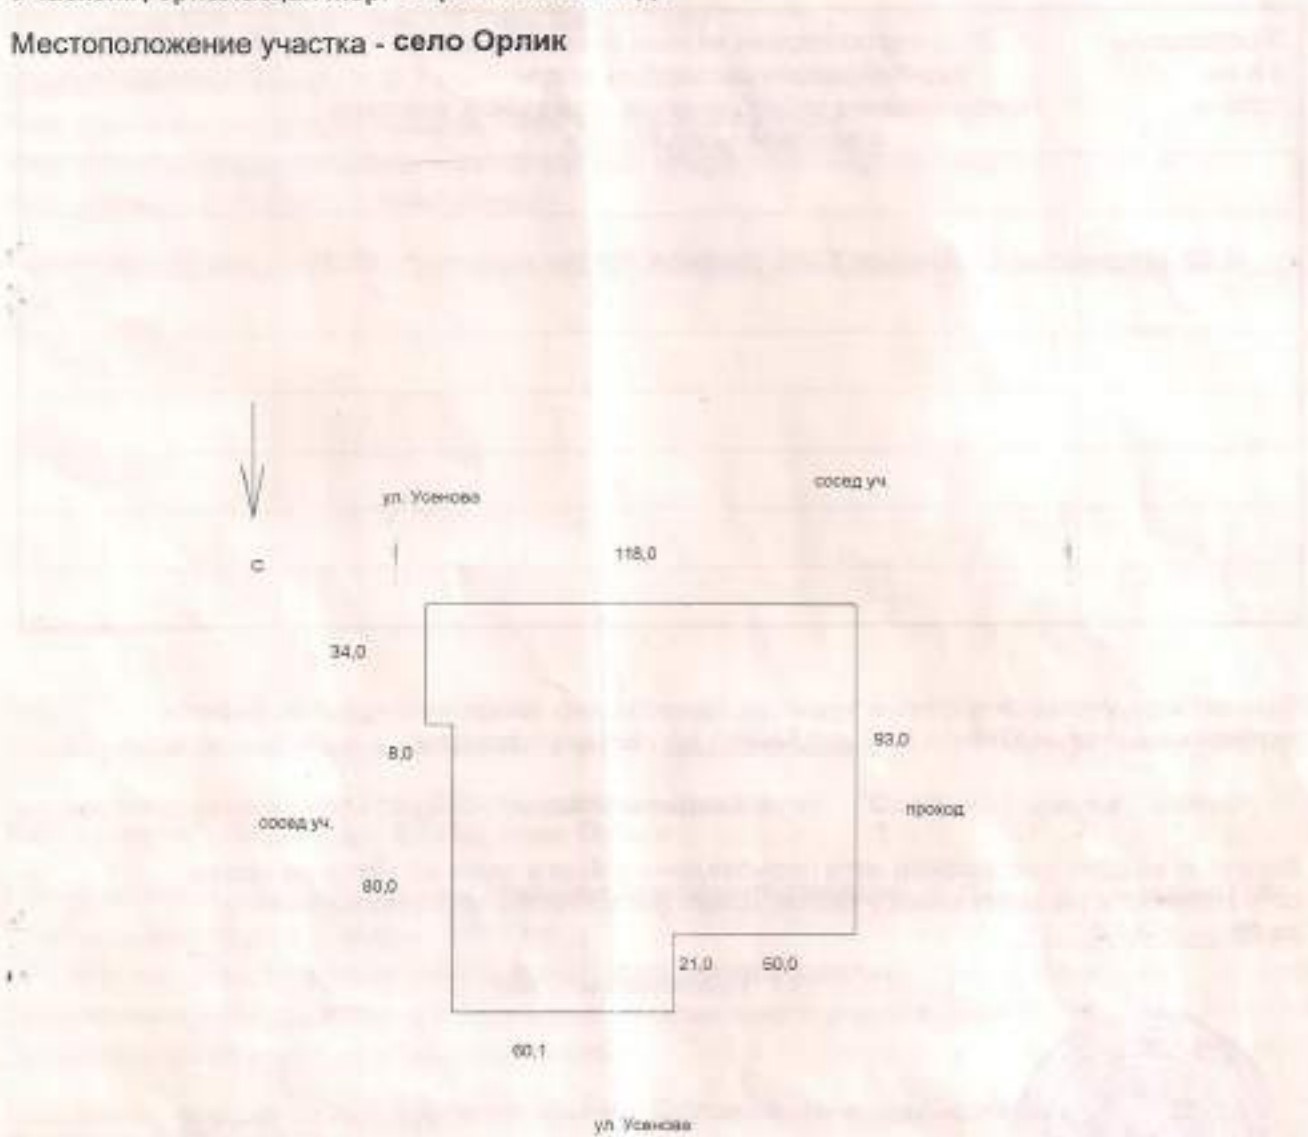 Местоположение участка - село Орлик
ул. Усенова
сосед уч.
С
118,0
34,0
8,0
93,0
сосед уч.
проход
80,0
21,0
50,0
60,1
ул. Усенова